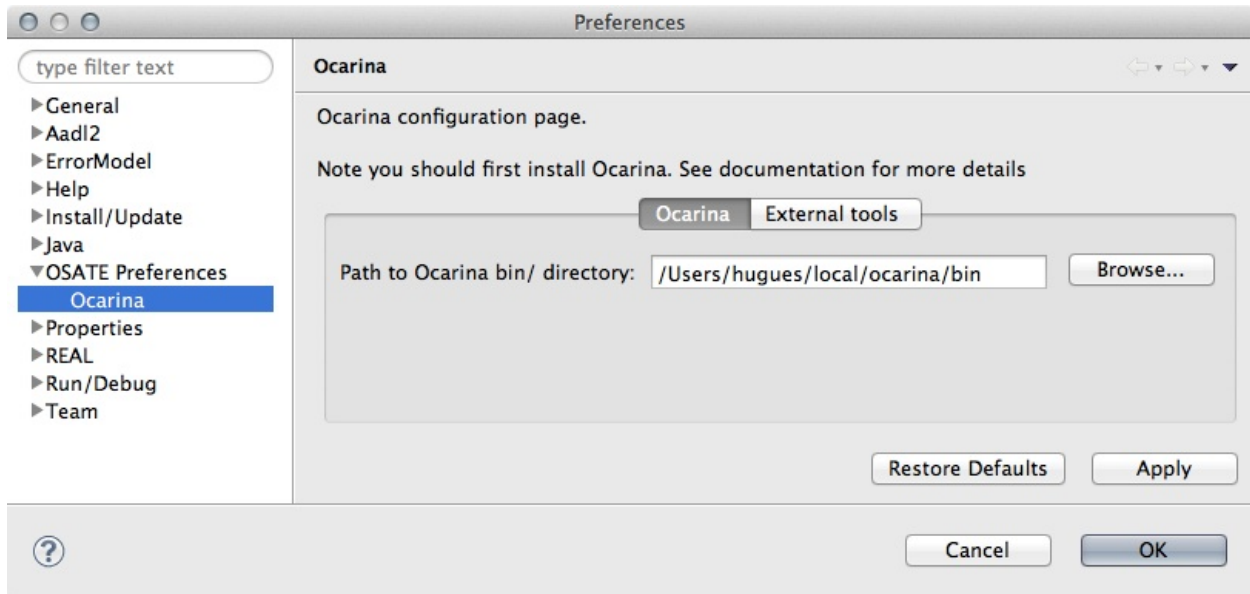 Preferences
type filter text
General
Aadl2
ErrorModel
Help
Install/Update
Java
OSATE Preferences
Ocarina
Properties
REAL
Run/Debug
Team
Ocarina
Ocarina configuration page.
Note you should first install Ocarina. See documentation for more details
Ocarina External tools
Path to Ocarina bin/ directory: /Users/hugues/local/ocarina/bin Browse...
Restore Defaults Apply
? Cancel OK